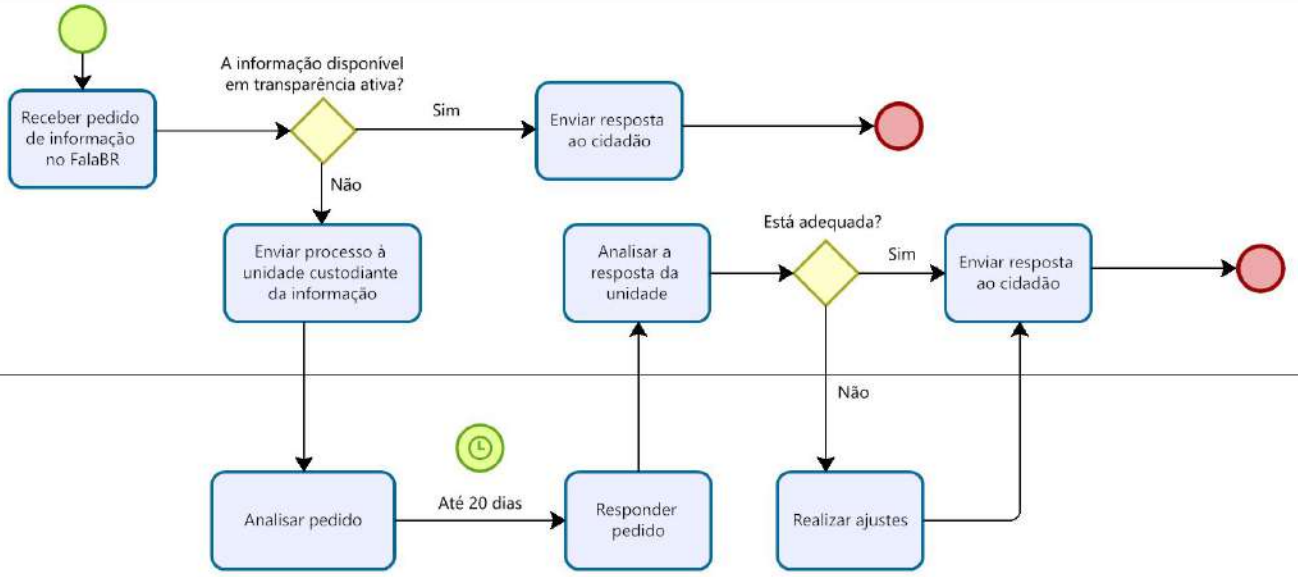 A informação disponível
em transparência ativa?
Receber pedido
de informação
no FalaBR
Sim
Enviar resposta
ao cidadão
Não
Enviar processo à
unidade custodiante
da informação
Analisar a
resposta da
unidade
Está adequada?
Sim
Enviar resposta
ao cidadão
Não
Analisar pedido
Até 20 dias
Responder
pedido
Realizar ajustes